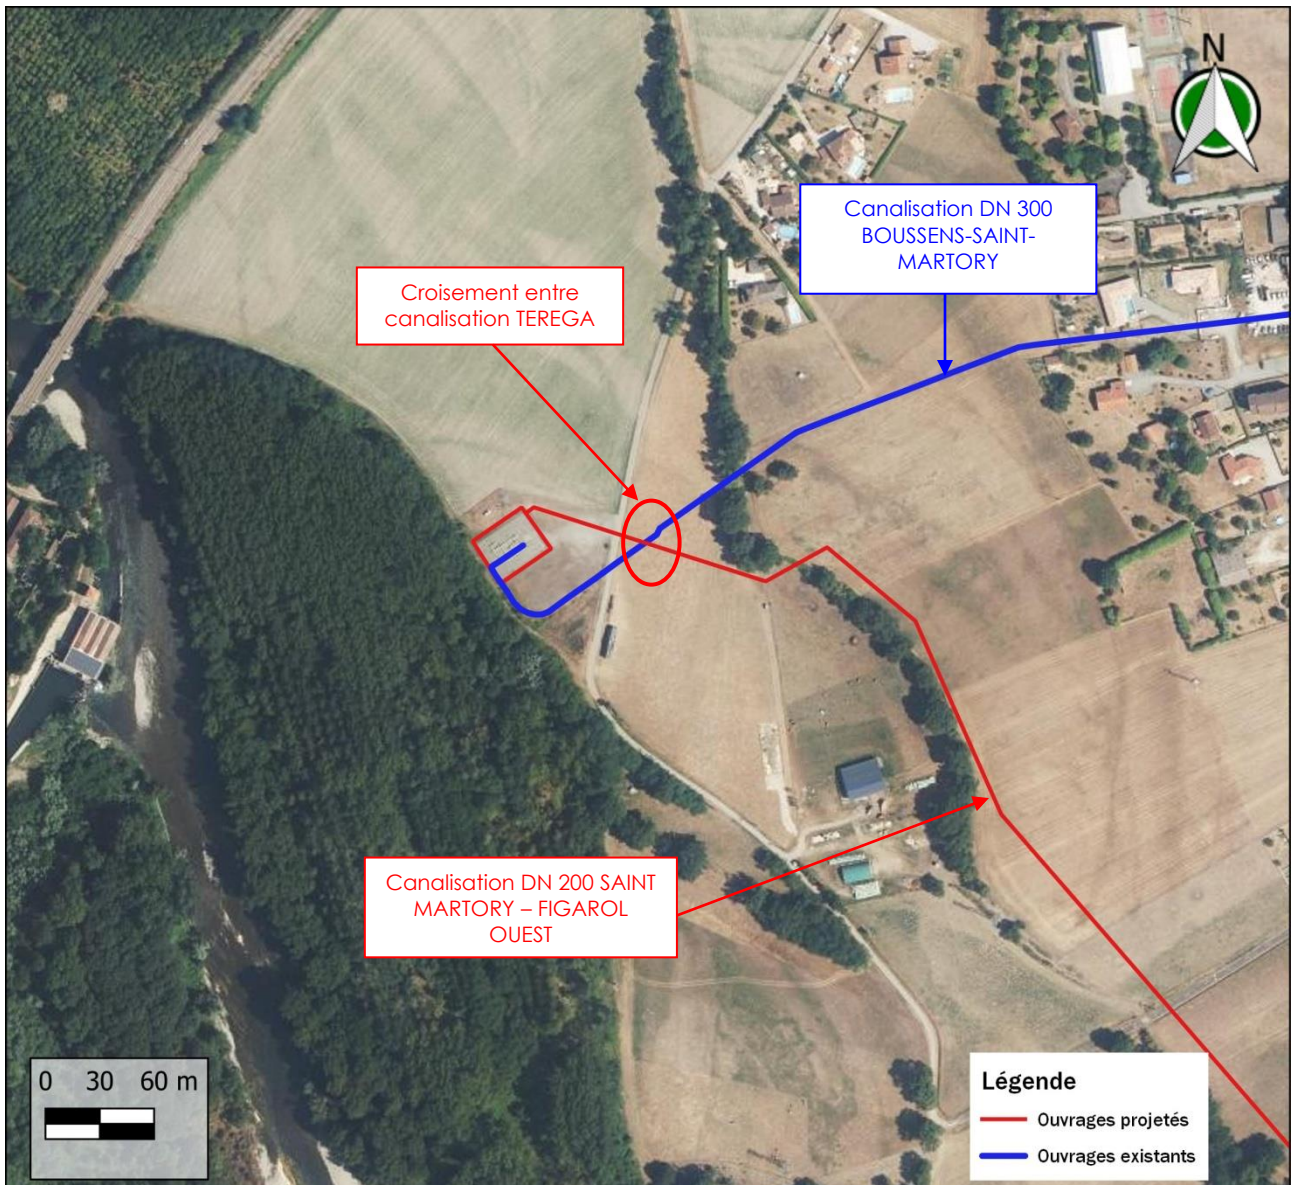 N
Canalisation DN 300
BOUSSENS-SAINT-
MARTORY
Croisement entre
canalisation TEREGA
Canalisation DN 200 SAINT
MARTORY – FIGAROL
OUEST
0 30 60 m
Légende
Ouvrages projetés
Ouvrages existants